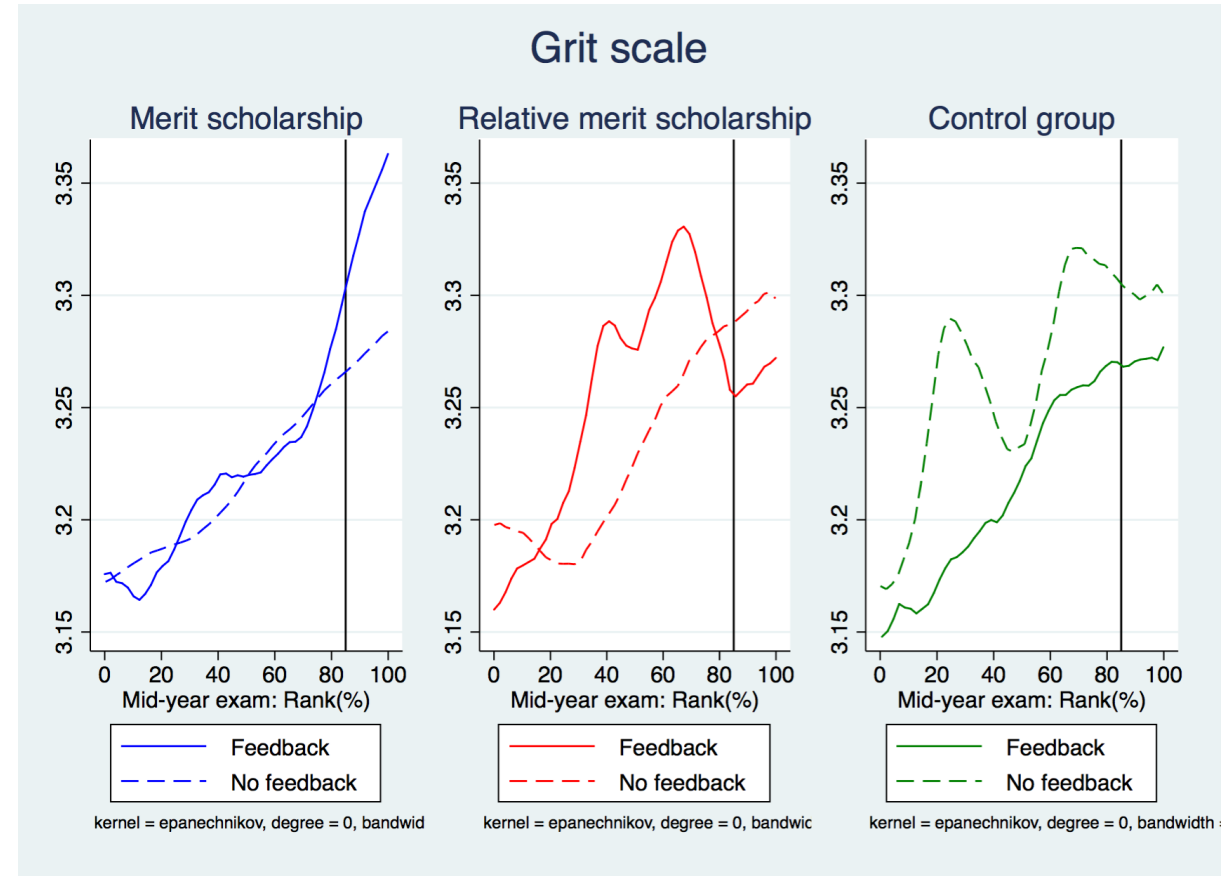 Grit scale
Merit scholarship
3.35
3.3
3.25
3.2
3.15
0 20 40 60 80 100
Mid-year exam: Rank(%)
Feedback
No feedback
kernel = epanechnikov, degree = 0, bandwid
Relative merit scholarship
3.35
3.3
3.25
3.2
3.15
0 20 40 60 80 100
Mid-year exam: Rank(%)
Feedback
No feedback
kernel = epanechnikov, degree = 0, bandwic
Control group
3.35
3.3
3.25
3.2
3.15
0 20 40 60 80 100
Mid-year exam: Rank(%)
Feedback
No feedback
kernel = epanechnikov, degree = 0, bandwidth =